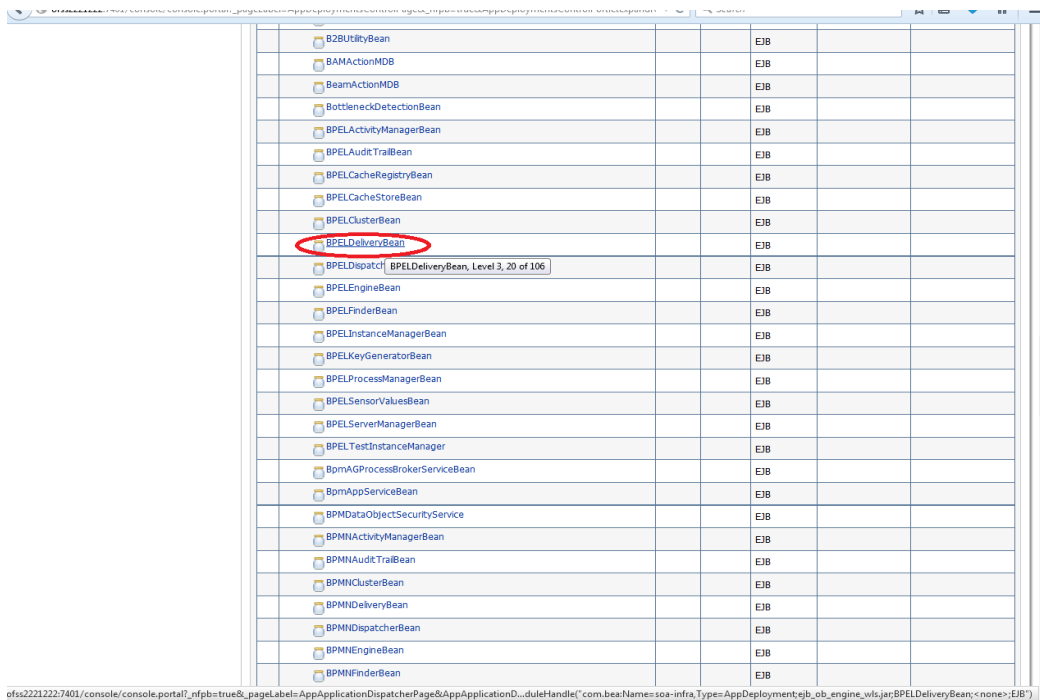 B2BUtilityBean EJB
BAMActionMDB EJB
BeamActionMDB EJB
BottleneckDetectionBean EJB
BPELActivityManagerBean EJB
BPELAuditTrailBean EJB
BPELCacheRegistryBean EJB
BPELCacheStoreBean EJB
BPELClusterBean EJB
BPELDeliveryBean EJB
BPELDispatch BPELDeliveryBean, Level 3, 20 of 106 EJB
BPELEngineBean EJB
BPELFinderBean EJB
BPELInstanceManagerBean EJB
BPELKeyGeneratorBean EJB
BPELProcessManagerBean EJB
BPELSensorValuesBean EJB
BPELServerManagerBean EJB
BPELTestInstanceManager EJB
BpmAGProcessBrokerServiceBean EJB
BpmAppServiceBean EJB
BPMDataObjectSecurityService EJB
BPMNActivityManagerBean EJB
BPMNAuditTrailBean EJB
BPMNClusterBean EJB
BPMNDeliveryBean EJB
BPMNDispatcherBean EJB
BPMNEngineBean EJB
BPMNFinderBean EJB
ofss2221222:7401/console/console.portal?_nfpb=true&_pageLabel=AppApplicationDispatcherPage&AppApplicationD...duleHandle("com.bea:Name=soa-infra,Type=AppDeployment;ejb_ob_engine_wls.jar;BPELDeliveryBean;<none>;EJB")